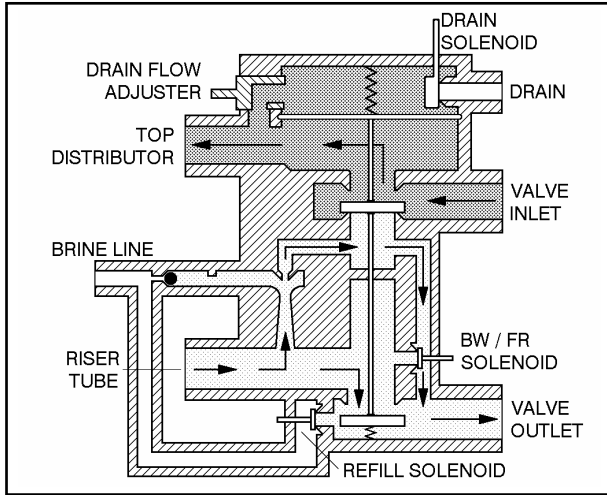 DRAIN
SOLENOID
DRAIN FLOW
ADJUSTER
DRAIN
TOP
DISTRIBUTOR
VALVE
INLET
BRINE LINE
RISER
TUBE
BW / FR
SOLENOID
VALVE
OUTLET
REFILL SOLENOID